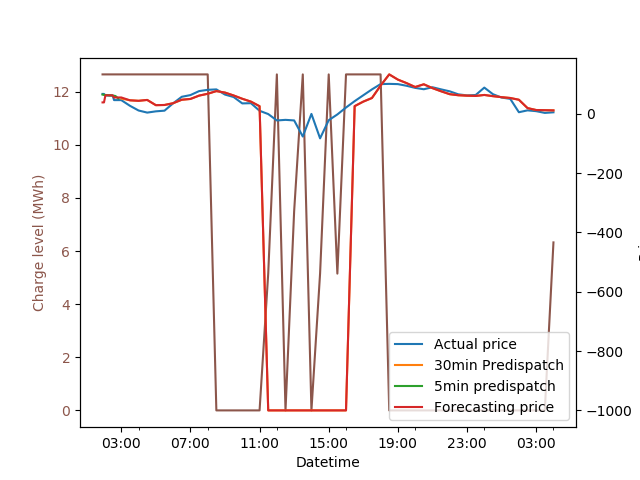 12
10
8
6
4
2
0
Charge level (MWh)
0
−200
−400
−600
−800
−1000
Actual price
30min Predispatch
5min predispatch
Forecasting price
03:00 07:00 11:00 15:00 19:00 23:00 03:00
Datetime